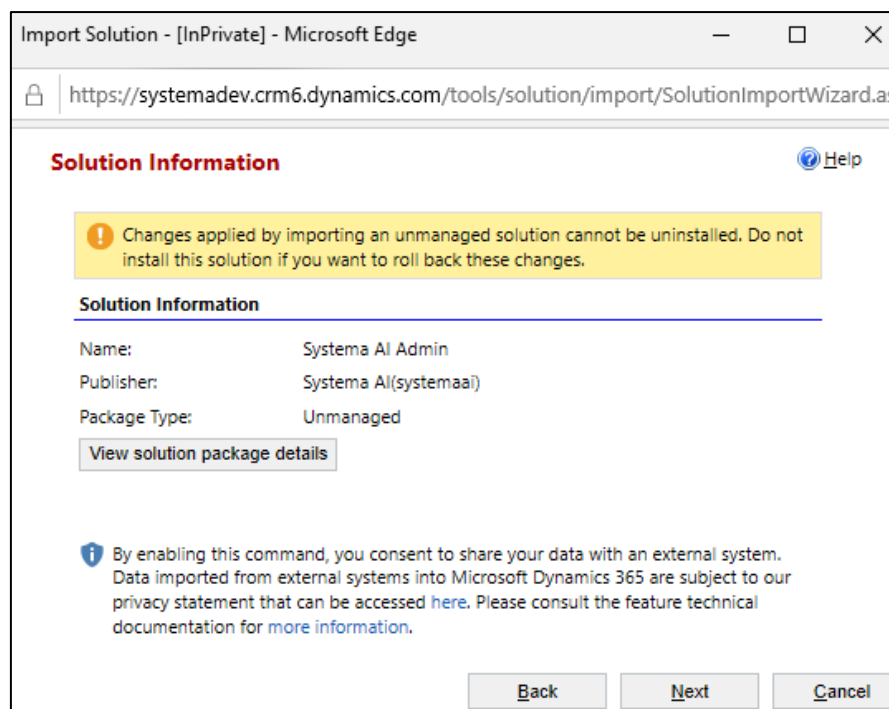 Import Solution - [InPrivate] - Microsoft Edge
https://systemadev.crm6.dynamics.com/tools/solution/import/SolutionImportWizard.as
Solution Information
Help
Changes applied by importing an unmanaged solution cannot be uninstalled. Do not
install this solution if you want to roll back these changes.
Solution Information
Name: Systema AI Admin
Publisher: Systema AI(systemaai)
Package Type: Unmanaged
View solution package details
By enabling this command, you consent to share your data with an external system.
Data imported from external systems into Microsoft Dynamics 365 are subject to our
privacy statement that can be accessed here. Please consult the feature technical
documentation for more information.
Back Next Cancel